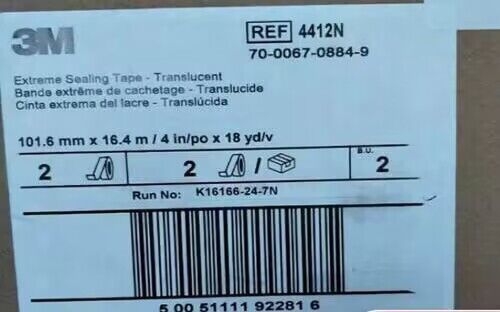 3M
REF 4412N
70-0067-0884-9
Extreme Sealing Tape - Translucent
Bande extrême de cachetage - Translucide
Cinta extrema del lacre - Translúcida
101.6 mm x 16.4 m / 4 in/po x 18 yd/v
2
2 /
B.U.
2
Run No: K16166-24-7N
5 00 51111 92281 6